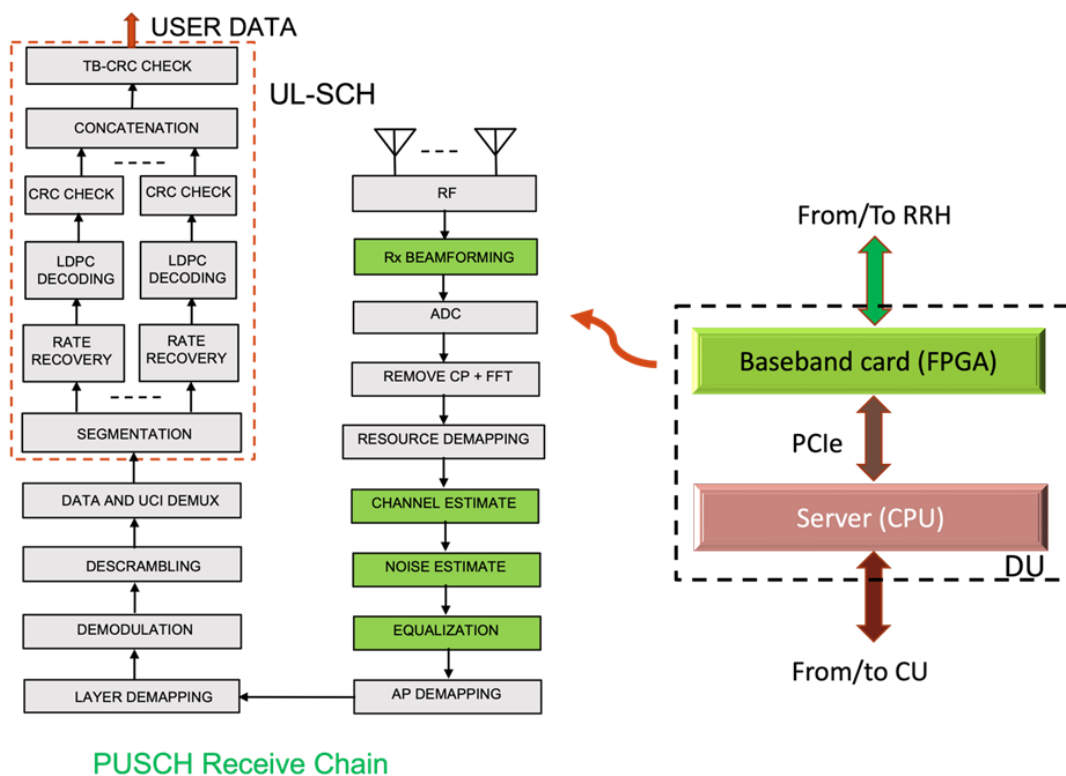 USER DATA
TB-CRC CHECK
UL-SCH
CONCATENATION
CRC CHECK
CRC CHECK
LDPC
DECODING
LDPC
DECODING
RATE
RECOVERY
RATE
RECOVERY
SEGMENTATION
DATA AND UCI DEMUX
DESCRAMBLING
DEMODULATION
LAYER DEMAPPING
RF
Rx BEAMFORMING
ADC
REMOVE CP + FFT
RESOURCE DEMAPPING
CHANNEL ESTIMATE
NOISE ESTIMATE
EQUALIZATION
AP DEMAPPING
PUSCH Receive Chain
From/To RRH
Baseband card (FPGA)
PCIe
Server (CPU)
DU
From/to CU